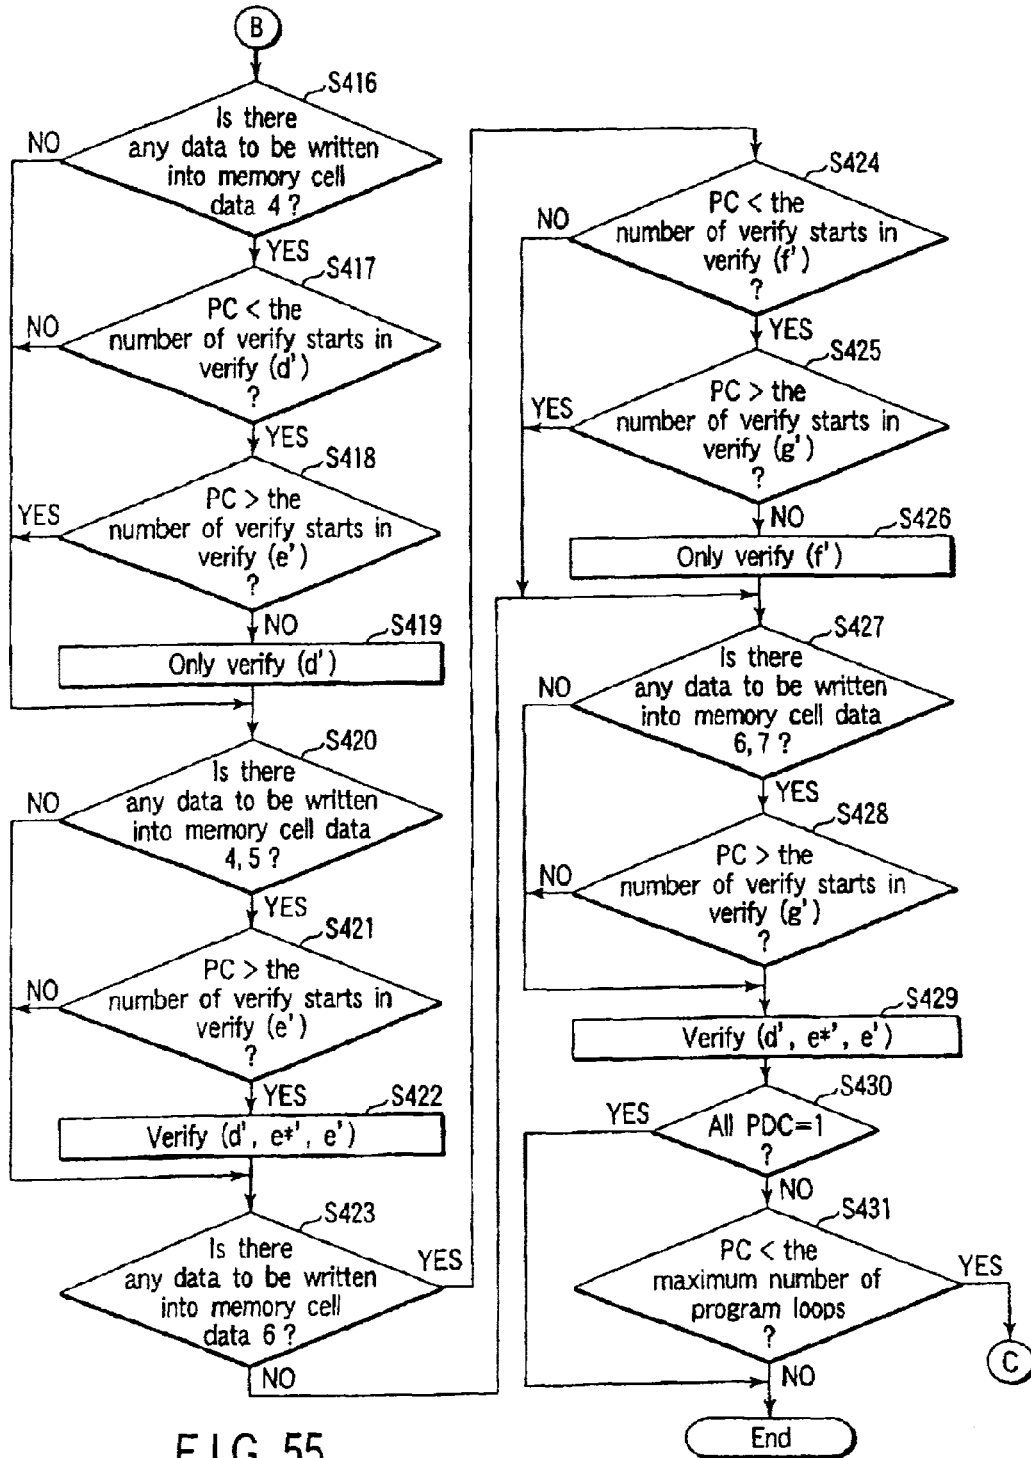 B
S416
Is there
any data to be written
into memory cell
data 4 ?
NO
YES
S417
PC < the
number of verify starts in
verify (d')
?
NO
YES
S418
PC > the
number of verify starts in
verify (e')
?
YES
NO
S419
Only verify (d')
S420
Is there
any data to be written
into memory cell data
4, 5 ?
NO
YES
S421
PC > the
number of verify starts in
verify (e')
?
NO
YES
S422
Verify (d', e*', e')
S423
Is there
any data to be written
into memory cell
data 6 ?
YES
NO
S424
PC < the
number of verify starts in
verify (f')
?
NO
YES
S425
PC > the
number of verify starts in
verify (g')
?
YES
NO
S426
Only verify (f')
S427
Is there
any data to be written
into memory cell data
6, 7 ?
NO
YES
S428
PC > the
number of verify starts in
verify (g')
?
NO
S429
Verify (d', e*', e')
S430
All PDC=1
?
YES
NO
S431
PC < the
maximum number of
program loops
?
YES
C
NO
End
FIG. 55